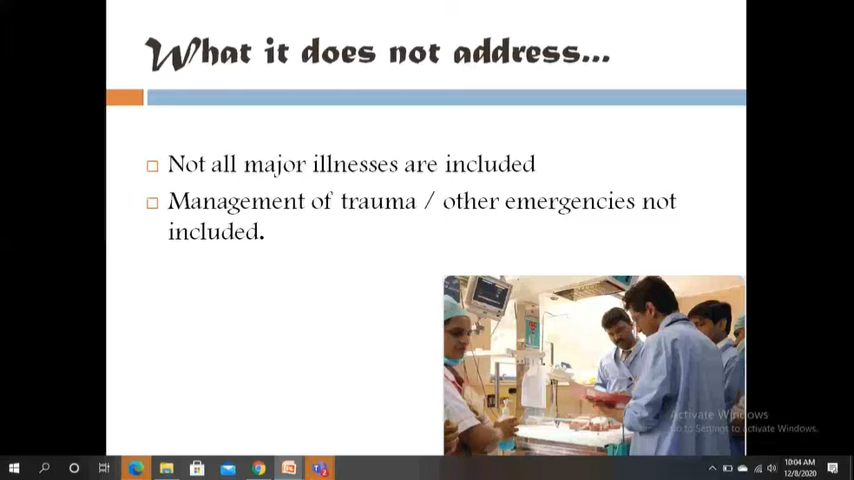 What it does not address...
Not all major illnesses are included
Management of trauma / other emergencies not
included.
Activate Windows
Go to Settings to activate Windows.
10:04 AM
12/8/2020